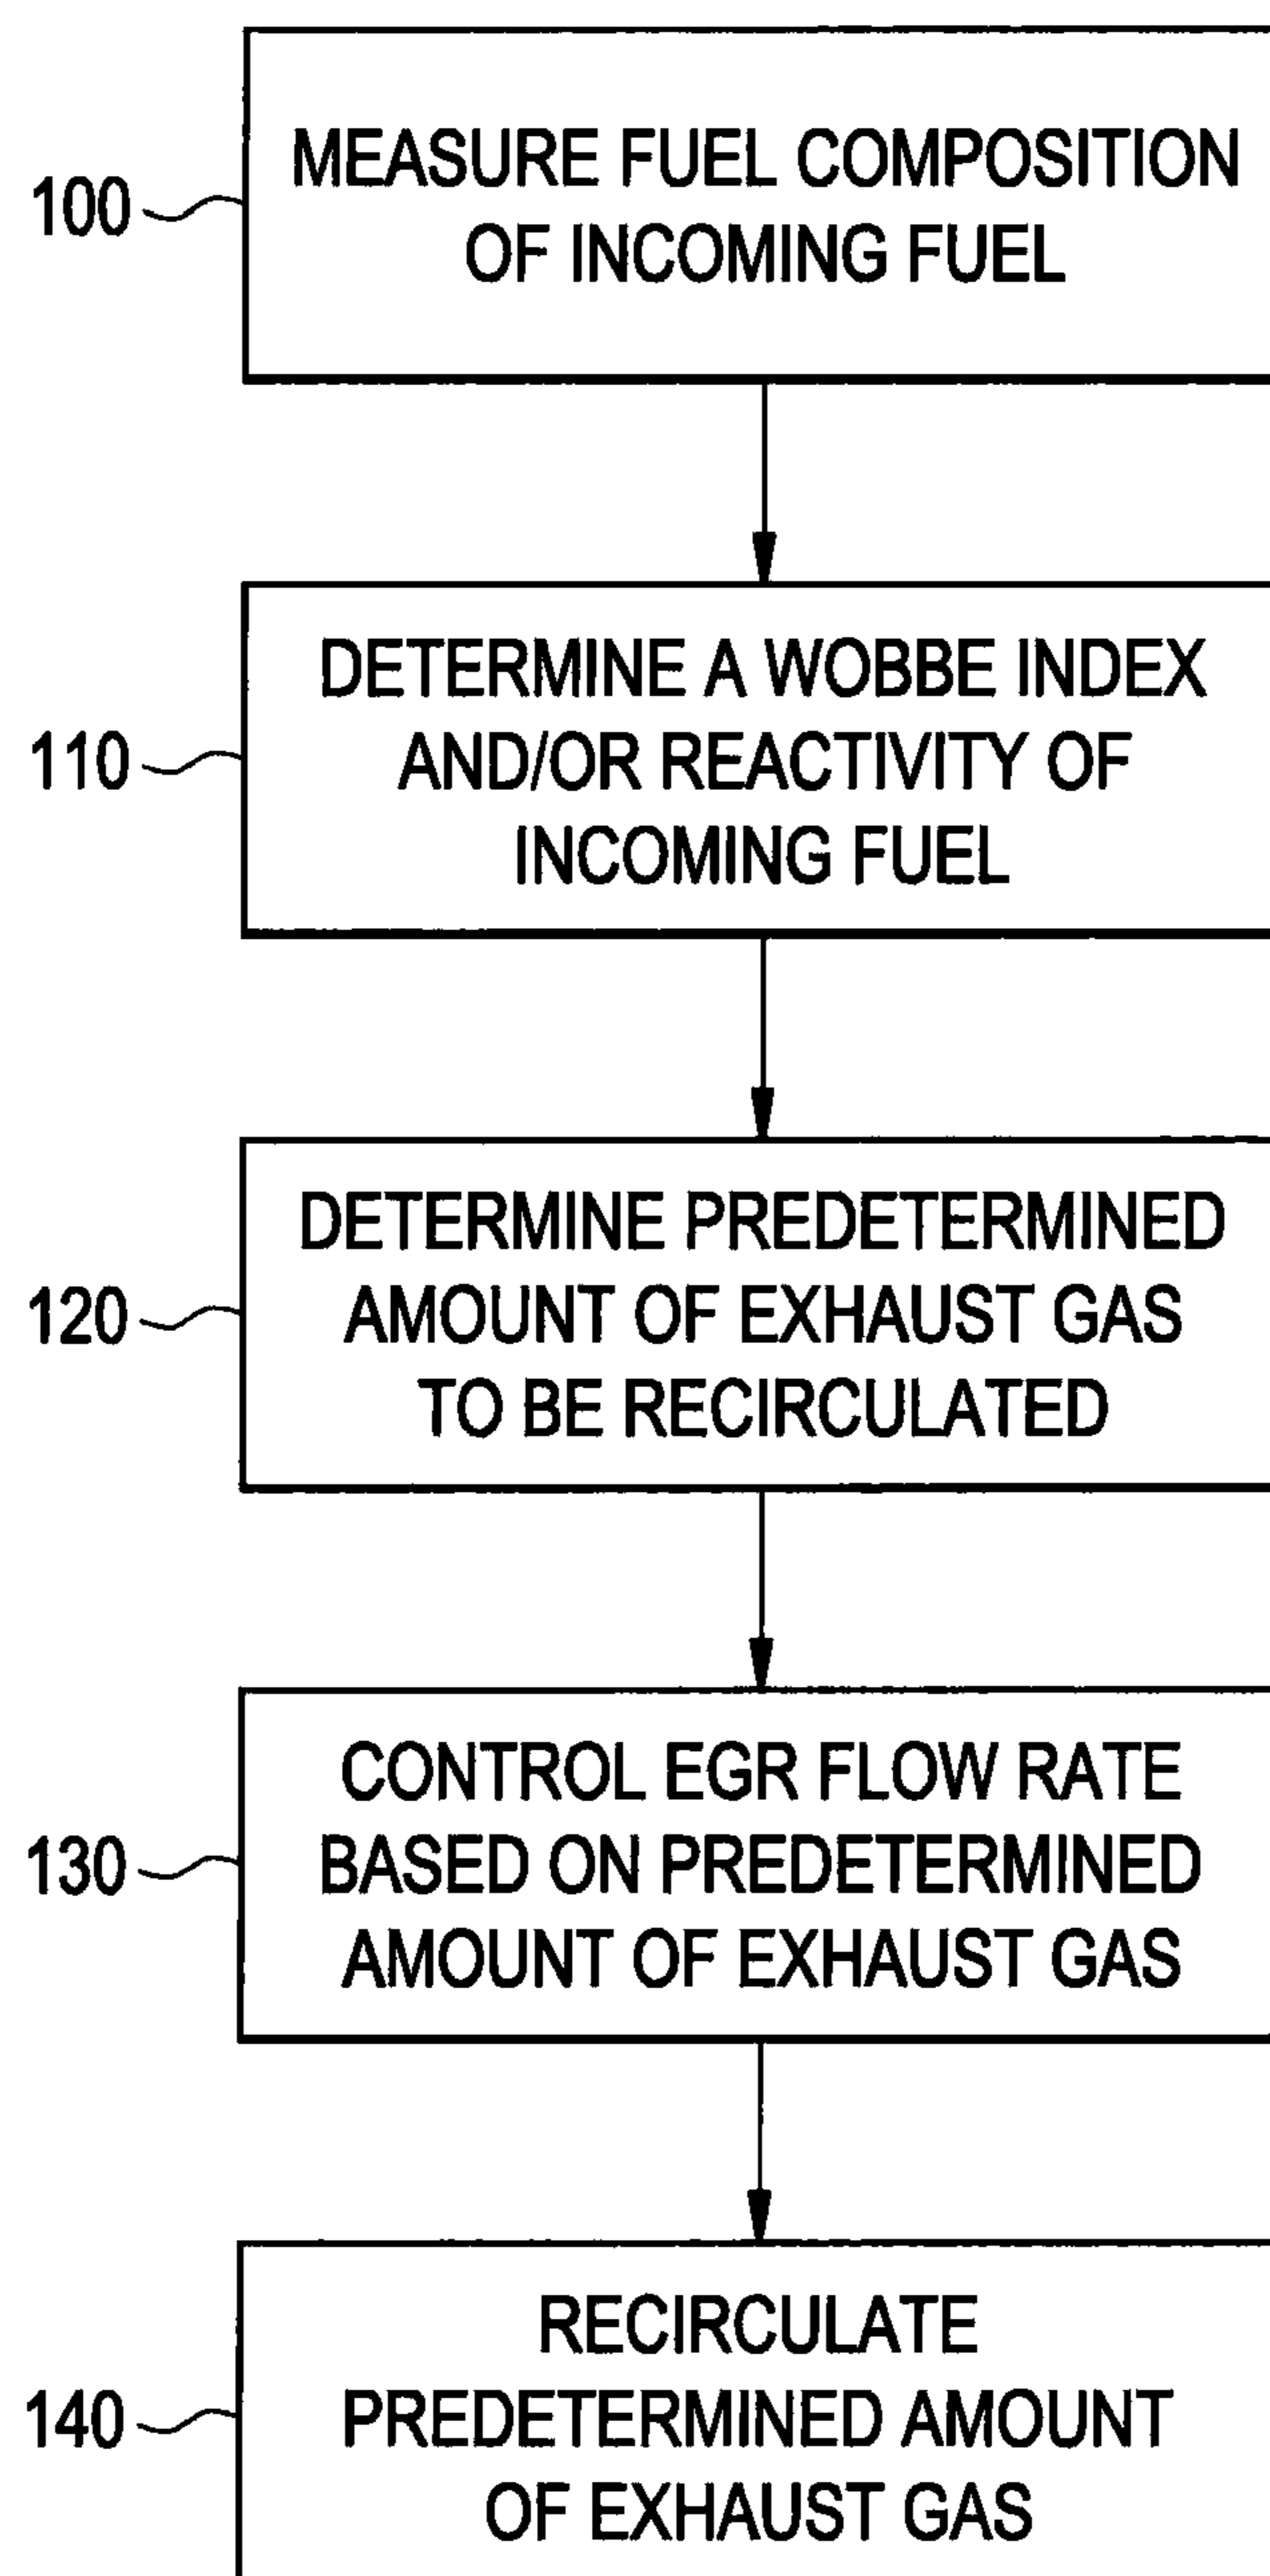 100
MEASURE FUEL COMPOSITION
OF INCOMING FUEL
110
DETERMINE A WOBBE INDEX
AND/OR REACTIVITY OF
INCOMING FUEL
120
DETERMINE PREDETERMINED
AMOUNT OF EXHAUST GAS
TO BE RECIRCULATED
130
CONTROL EGR FLOW RATE
BASED ON PREDETERMINED
AMOUNT OF EXHAUST GAS
140
RECIRCULATE
PREDETERMINED AMOUNT
OF EXHAUST GAS